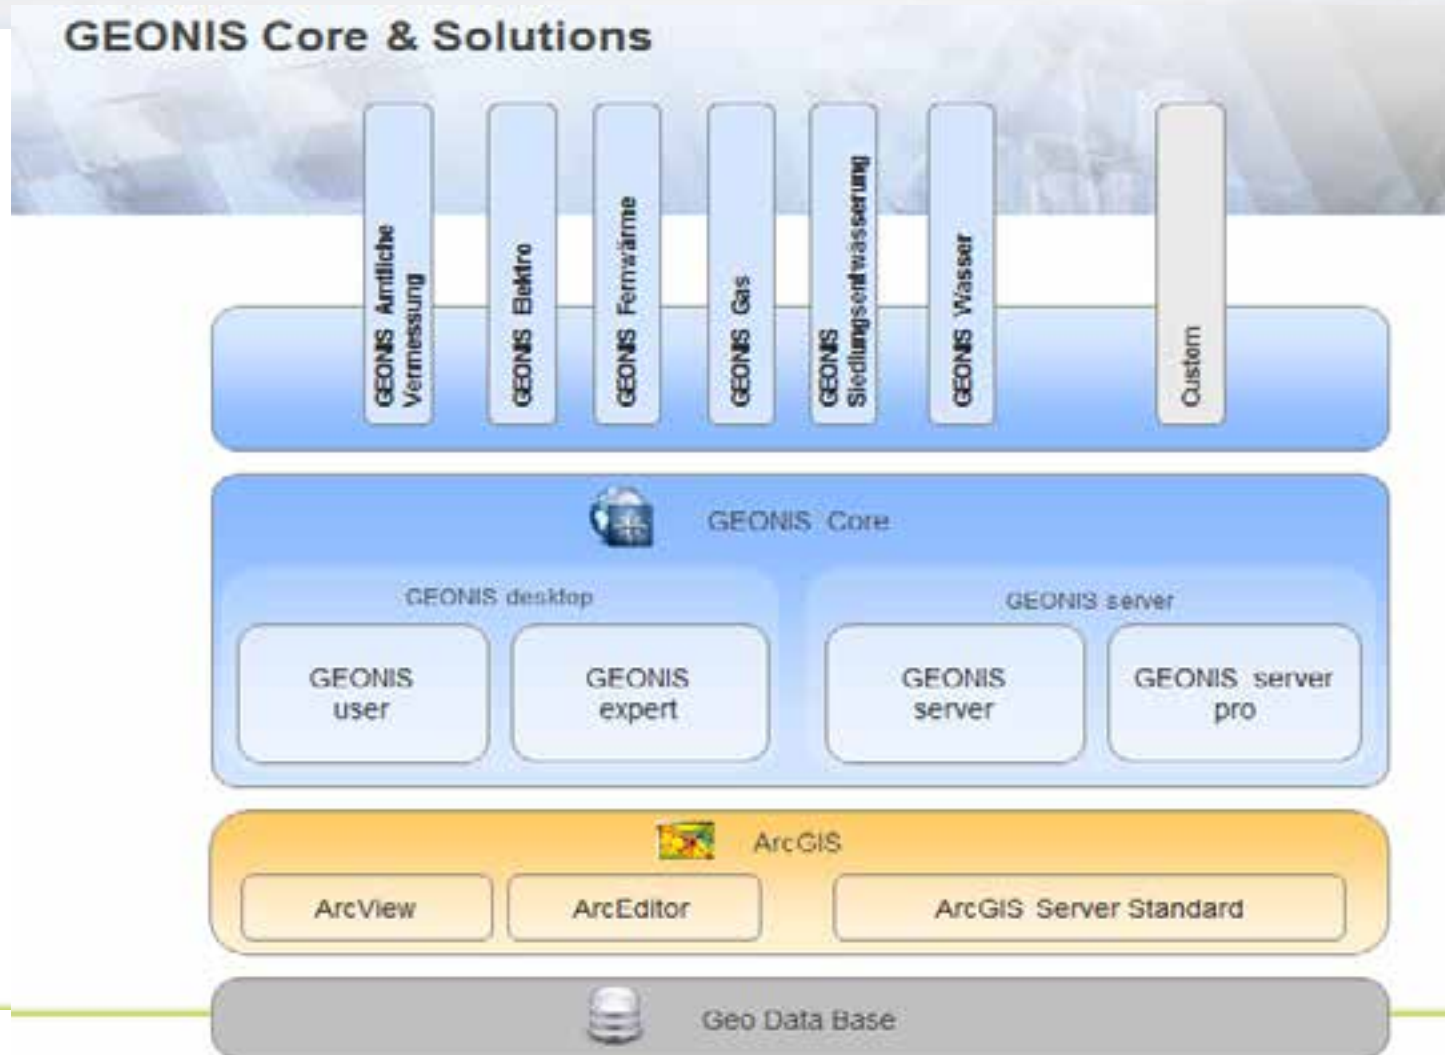 GEONIS Core & Solutions
GEONIS Amtliche
Vermessung
GEONIS Elektro
GEONIS Fernwärme
GEONIS Gas
GEONIS
Siedlungsentwässerung
GEONIS Wasser
Custom
GEONIS Core
GEONIS desktop
GEONIS server
GEONIS
user
GEONIS
expert
GEONIS
server
GEONIS server
pro
ArcGIS
ArcView
ArcEditor
ArcGIS Server Standard
Geo Data Base